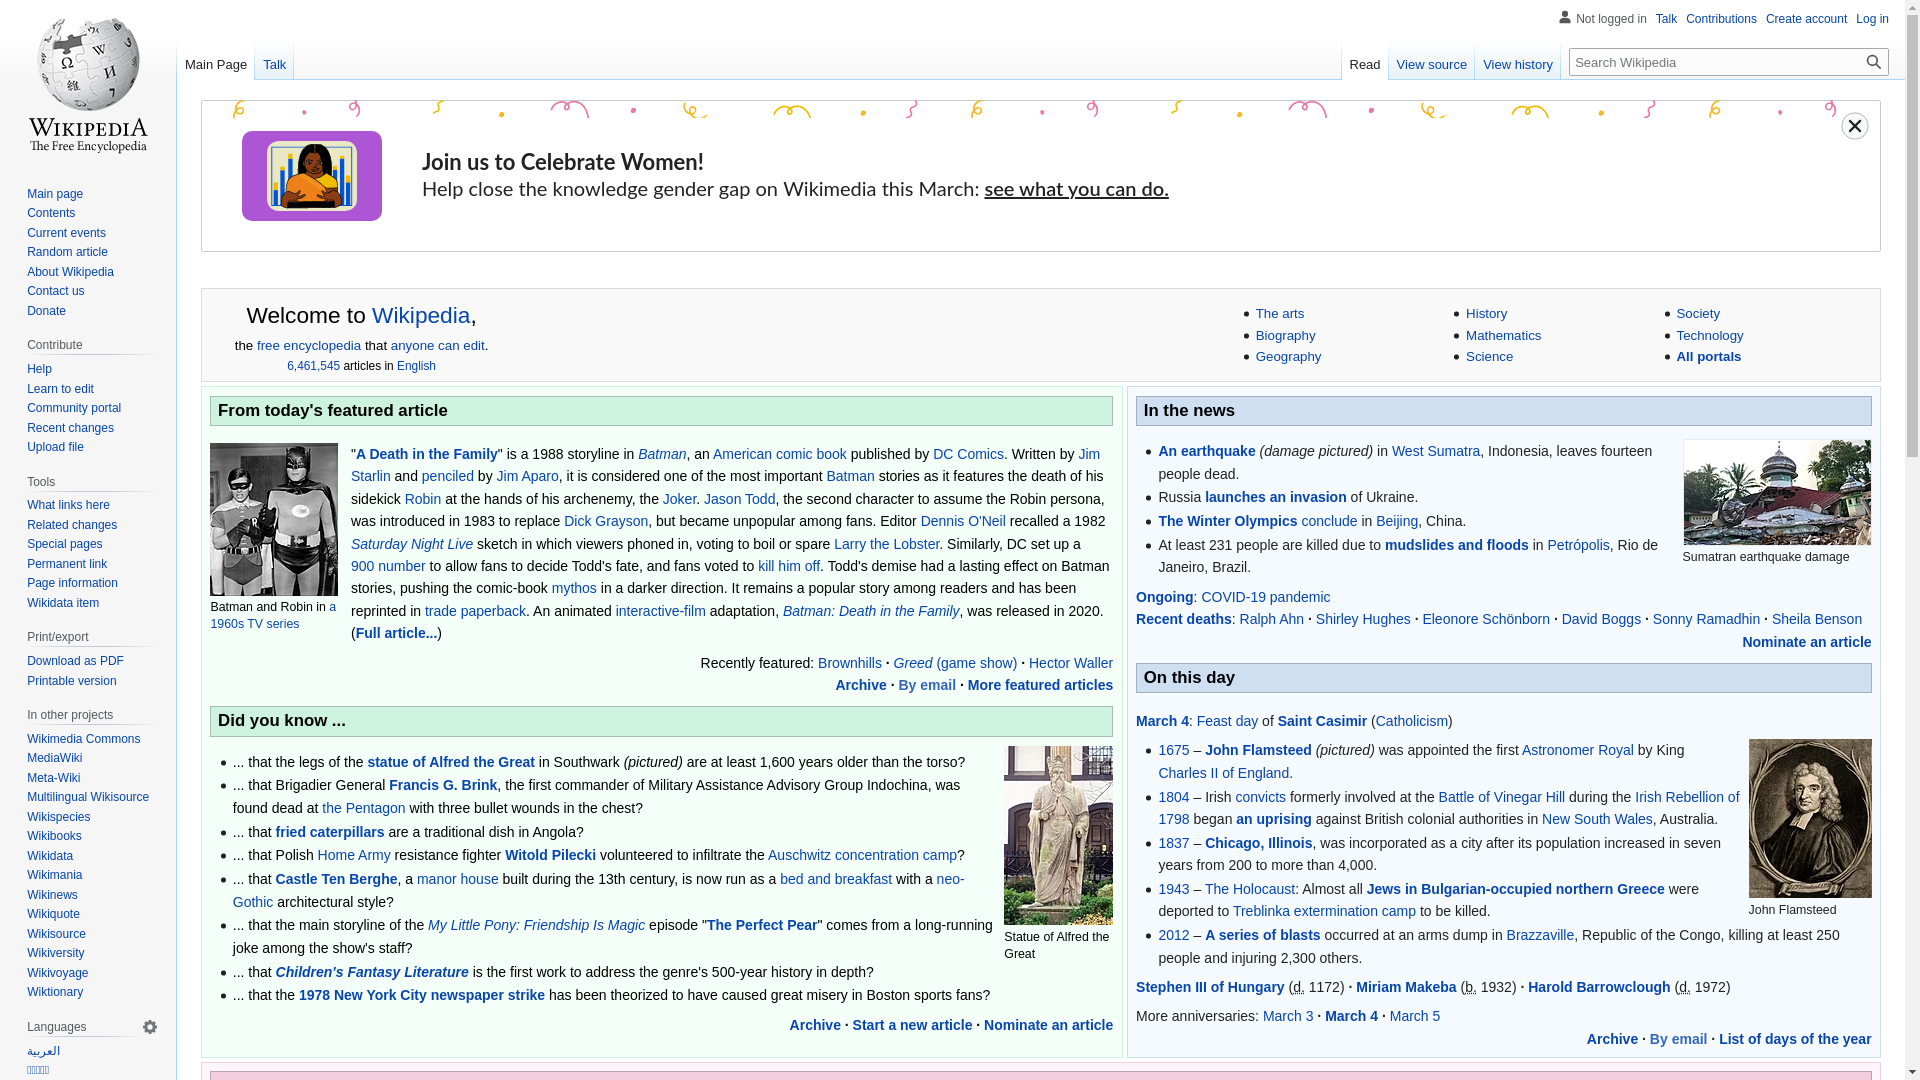 Not logged in Talk Contributions Create account Log in
Main Page Talk
Read View source View history Search Wikipedia
WIKIPEDIA
The Free Encyclopedia
Main page
Contents
Current events
Random article
About Wikipedia
Contact us
Donate
Contribute
Help
Learn to edit
Community portal
Recent changes
Upload file
Tools
What links here
Related changes
Special pages
Permanent link
Page information
Wikidata item
Print/export
Download as PDF
Printable version
In other projects
Wikimedia Commons
MediaWiki
Meta-Wiki
Multilingual Wikisource
Wikispecies
Wikibooks
Wikidata
Wikimania
Wikinews
Wikiquote
Wikisource
Wikiversity
Wikivoyage
Wiktionary
Languages
العربية
Join us to Celebrate Women!
Help close the knowledge gender gap on Wikimedia this March: see what you can do.
Welcome to Wikipedia,
the free encyclopedia that anyone can edit.
6,461,545 articles in English
The arts
Biography
Geography
History
Mathematics
Science
Society
Technology
All portals
From today's featured article
Batman and Robin in a
1960s TV series
"A Death in the Family" is a 1988 storyline in Batman, an American comic book published by DC Comics. Written by Jim
Starlin and penciled by Jim Aparo, it is considered one of the most important Batman stories as it features the death of his
sidekick Robin at the hands of his archenemy, the Joker. Jason Todd, the second character to assume the Robin persona,
was introduced in 1983 to replace Dick Grayson, but became unpopular among fans. Editor Dennis O'Neil recalled a 1982
Saturday Night Live sketch in which viewers phoned in, voting to boil or spare Larry the Lobster. Similarly, DC set up a
900 number to allow fans to decide Todd's fate, and fans voted to kill him off. Todd's demise had a lasting effect on Batman
stories, pushing the comic-book mythos in a darker direction. It remains a popular story among readers and has been
reprinted in trade paperback. An animated interactive-film adaptation, Batman: Death in the Family, was released in 2020.
(Full article...)
Recently featured: Brownhills · Greed (game show) · Hector Waller
Archive · By email · More featured articles
Did you know ...
... that the legs of the statue of Alfred the Great in Southwark (pictured) are at least 1,600 years older than the torso?
... that Brigadier General Francis G. Brink, the first commander of Military Assistance Advisory Group Indochina, was
found dead at the Pentagon with three bullet wounds in the chest?
... that fried caterpillars are a traditional dish in Angola?
... that Polish Home Army resistance fighter Witold Pilecki volunteered to infiltrate the Auschwitz concentration camp?
... that Castle Ten Berghe, a manor house built during the 13th century, is now run as a bed and breakfast with a neo-
Gothic architectural style?
... that the main storyline of the My Little Pony: Friendship Is Magic episode "The Perfect Pear" comes from a long-running
joke among the show's staff?
... that Children's Fantasy Literature is the first work to address the genre's 500-year history in depth?
... that the 1978 New York City newspaper strike has been theorized to have caused great misery in Boston sports fans?
Statue of Alfred the
Great
Archive · Start a new article · Nominate an article
In the news
An earthquake (damage pictured) in West Sumatra, Indonesia, leaves fourteen
people dead.
Russia launches an invasion of Ukraine.
The Winter Olympics conclude in Beijing, China.
At least 231 people are killed due to mudslides and floods in Petrópolis, Rio de
Janeiro, Brazil.
Sumatran earthquake damage
Ongoing: COVID-19 pandemic
Recent deaths: Ralph Ahn · Shirley Hughes · Eleonore Schönborn · David Boggs · Sonny Ramadhin · Sheila Benson
Nominate an article
On this day
March 4: Feast day of Saint Casimir (Catholicism)
1675 – John Flamsteed (pictured) was appointed the first Astronomer Royal by King
Charles II of England.
1804 – Irish convicts formerly involved at the Battle of Vinegar Hill during the Irish Rebellion of
1798 began an uprising against British colonial authorities in New South Wales, Australia.
1837 – Chicago, Illinois, was incorporated as a city after its population increased in seven
years from 200 to more than 4,000.
1943 – The Holocaust: Almost all Jews in Bulgarian-occupied northern Greece were
deported to Treblinka extermination camp to be killed.
2012 – A series of blasts occurred at an arms dump in Brazzaville, Republic of the Congo, killing at least 250
people and injuring 2,300 others.
John Flamsteed
Stephen III of Hungary (d. 1172) · Miriam Makeba (b. 1932) · Harold Barrowclough (d. 1972)
More anniversaries: March 3 · March 4 · March 5
Archive · By email · List of days of the year